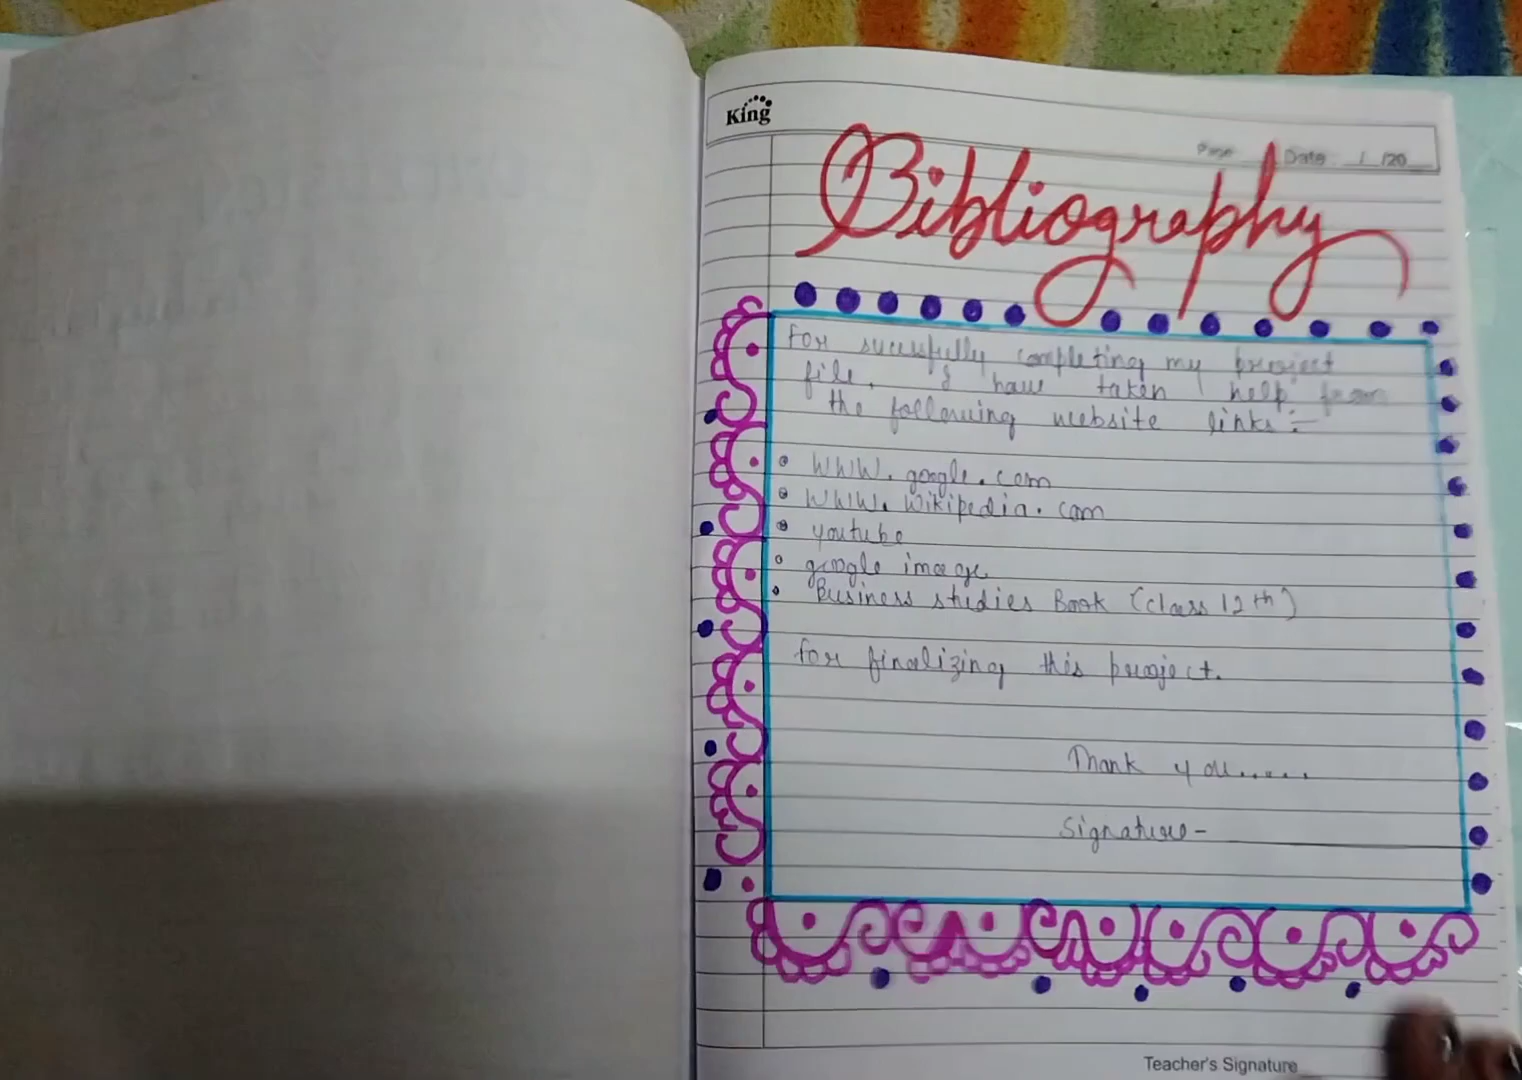 King
Page Date / /20
Bibliography
For sucessfully completing my project
file. I have taken help from
the following website links :-
• WWW. google. com
• WWW. Wikipedia. com
• youtube
• google image
• Business studies Book (class 12th)
for finalizing this project.
Thank you.....
Signature-
Teacher's Signature